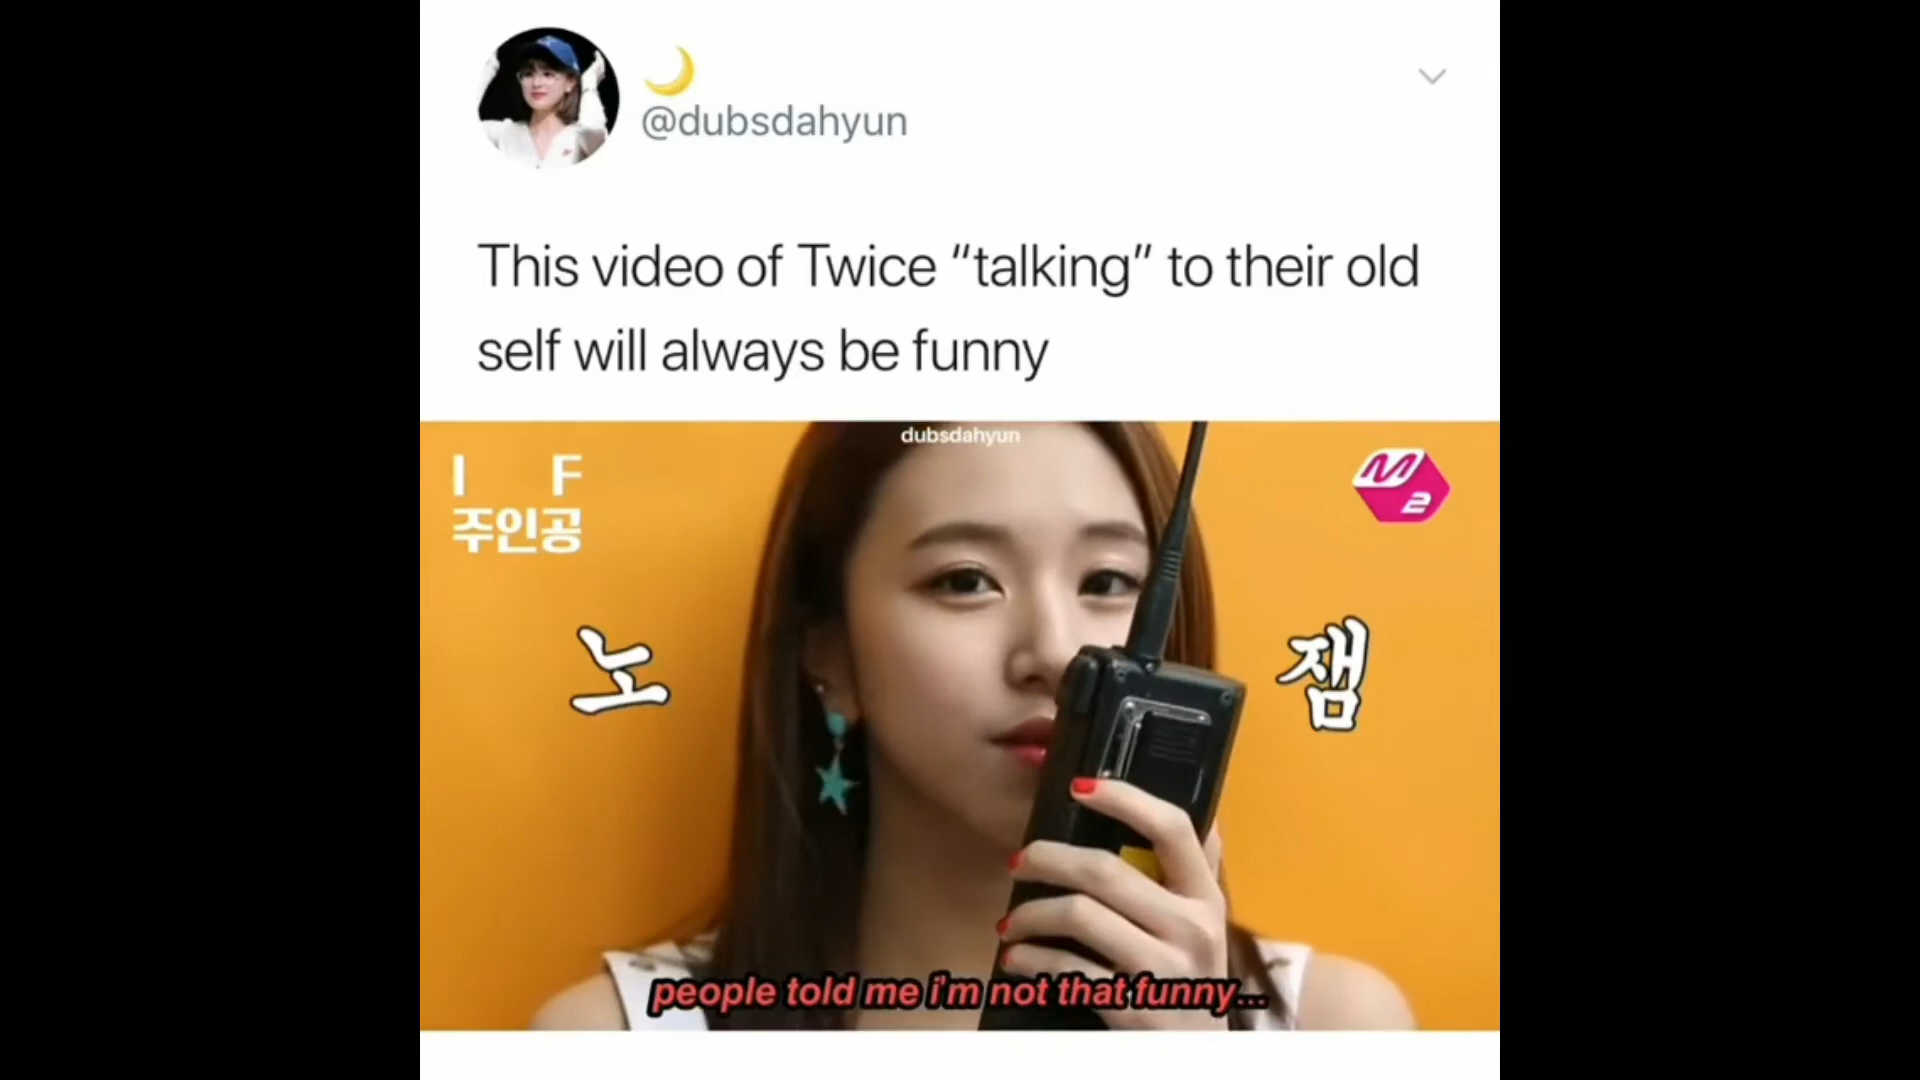 🌙
@dubsdahyun
This video of Twice “talking” to their old
self will always be funny
dubsdahyun
I F
주인공
M2
노 잼
people told me i'm not that funny...